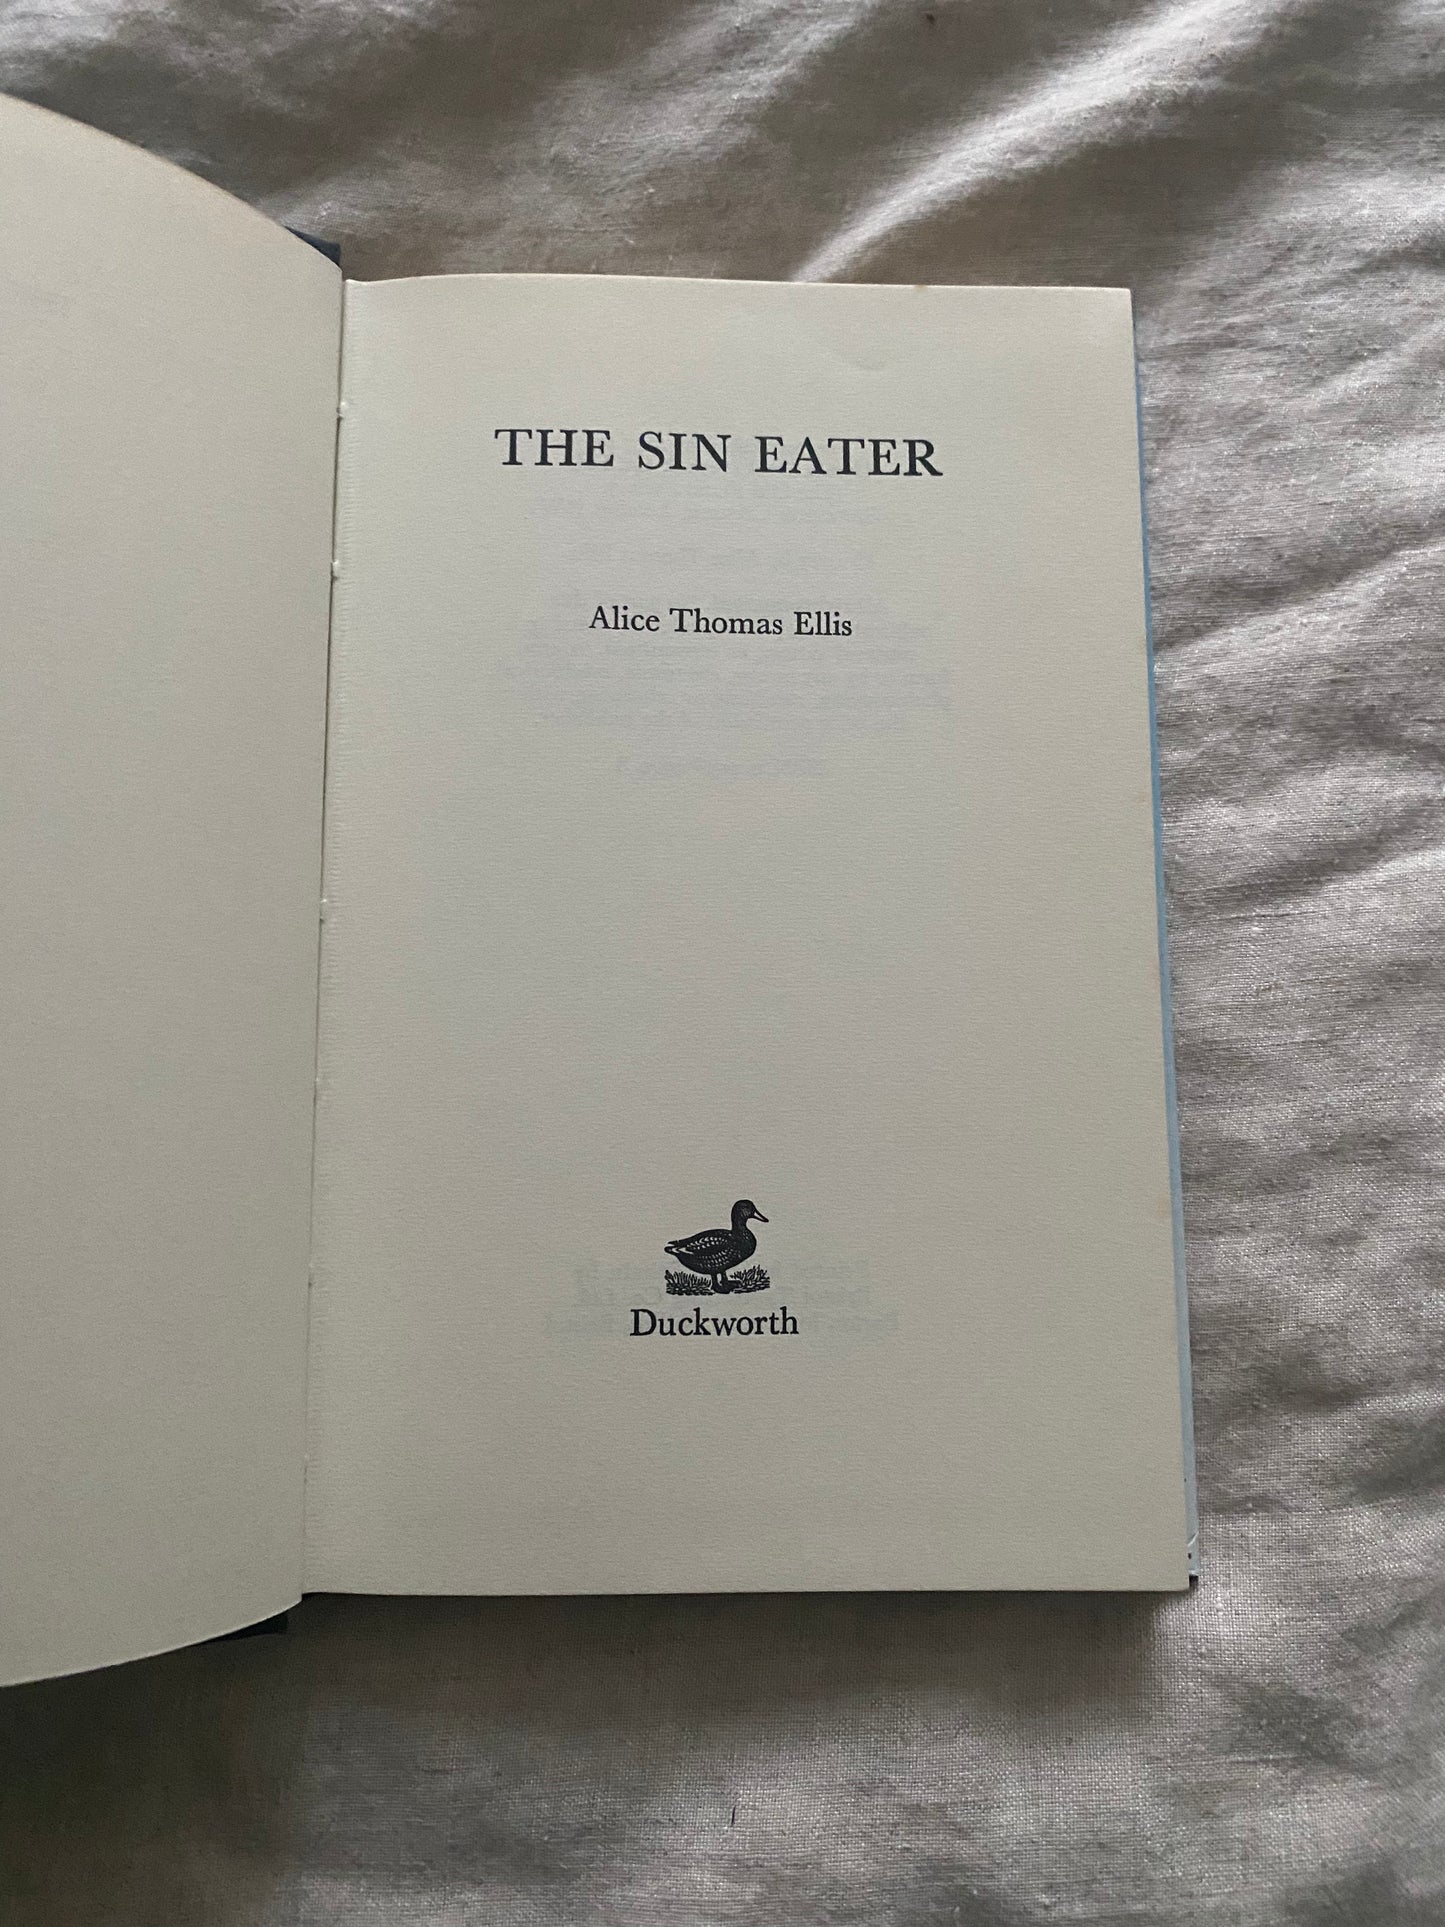 THE SIN EATER
Alice Thomas Ellis
Duckworth